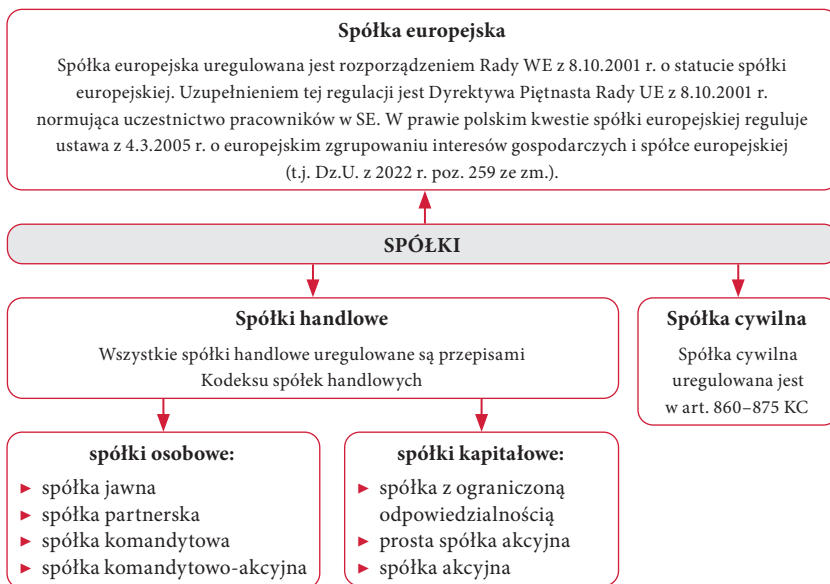 Spółka europejska
Spółka europejska uregulowana jest rozporządzeniem Rady WE z 8.10.2001 r. o statucie spółki
europejskiej. Uzupełnieniem tej regulacji jest Dyrektywa Piętnasta Rady UE z 8.10.2001 r.
normująca uczestnictwo pracowników w SE. W prawie polskim kwestie spółki europejskiej reguluje
ustawa z 4.3.2005 r. o europejskim zgrupowaniu interesów gospodarczych i spółce europejskiej
(t.j. Dz.U. z 2022 r. poz. 259 ze zm.).
SPÓŁKI
Spółki handlowe
Wszystkie spółki handlowe uregulowane są przepisami
Kodeksu spółek handlowych
Spółka cywilna
Spółka cywilna
uregulowana jest
w art. 860–875 KC
spółki osobowe:
► spółka jawna
► spółka partnerska
► spółka komandytowa
► spółka komandytowo-akcyjna
spółki kapitałowe:
► spółka z ograniczoną
odpowiedzialnością
► prosta spółka akcyjna
► spółka akcyjna